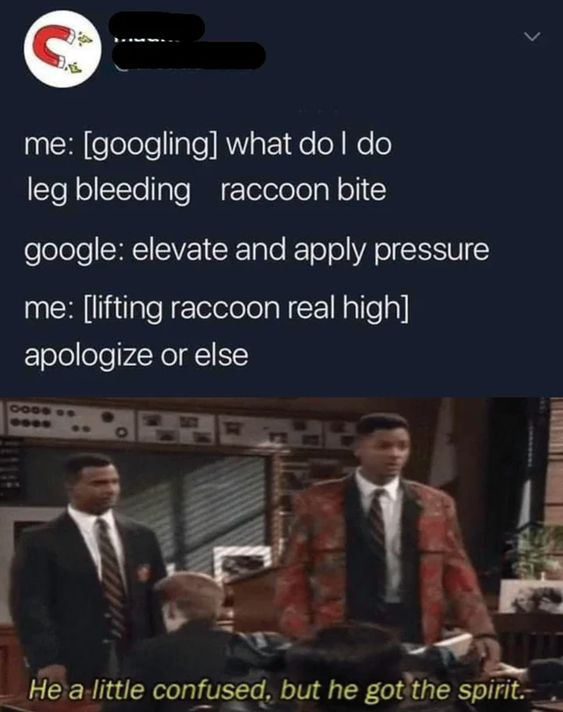 me: [googling] what do I do
leg bleeding raccoon bite
google: elevate and apply pressure
me: [lifting raccoon real high]
apologize or else
He a little confused, but he got the spirit.